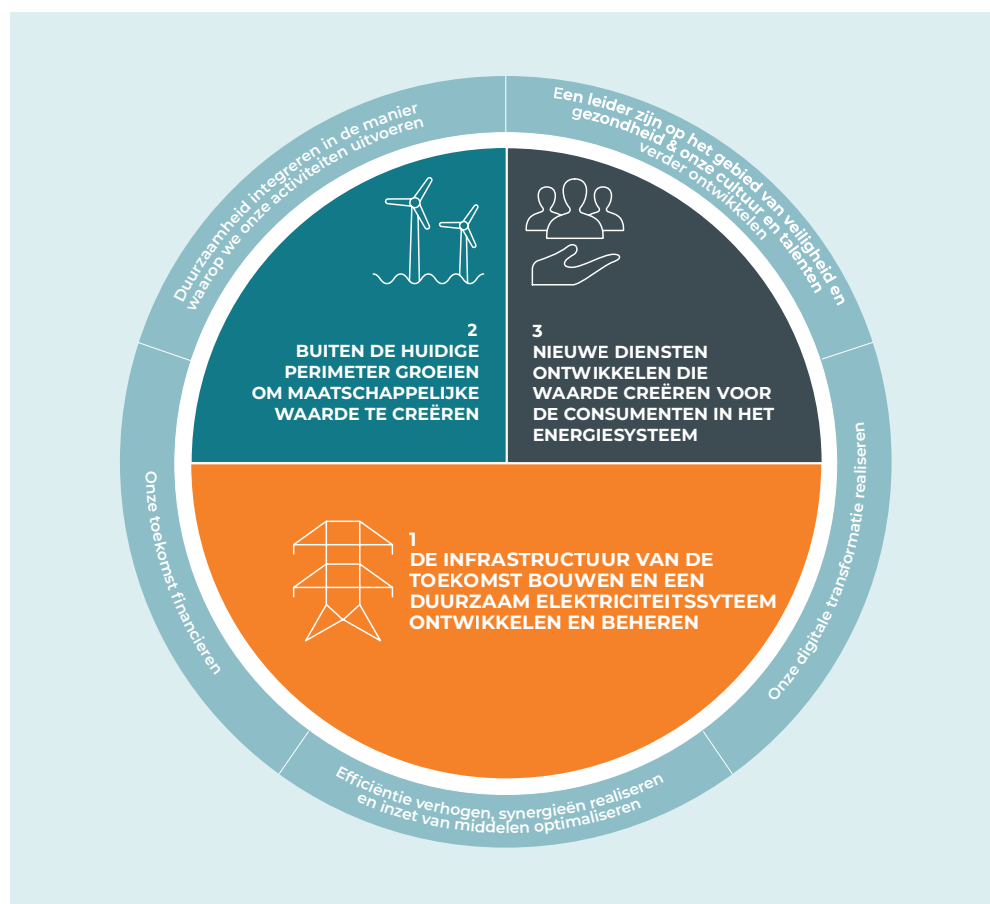 Duurzaamheid integreren in de manier
waarop we onze activiteiten uitvoeren
Een leider zijn op het gebied van veiligheid en
gezondheid & onze cultuur en talenten
verder ontwikkelen
2
BUITEN DE HUIDIGE
PERIMETER GROEIEN
OM MAATSCHAPPELIJKE
WAARDE TE CREËREN
3
NIEUWE DIENSTEN
ONTWIKKELEN DIE
WAARDE CREËREN VOOR
DE CONSUMENTEN IN HET
ENERGIESYSTEEM
Onze toekomst financieren
Onze digitale transformatie realiseren
1
DE INFRASTRUCTUUR VAN DE
TOEKOMST BOUWEN EN EEN
DUURZAAM ELEKTRICITEITSSYTEEM
ONTWIKKELEN EN BEHEREN
Efficiëntie verhogen, synergieën realiseren
en inzet van middelen optimaliseren